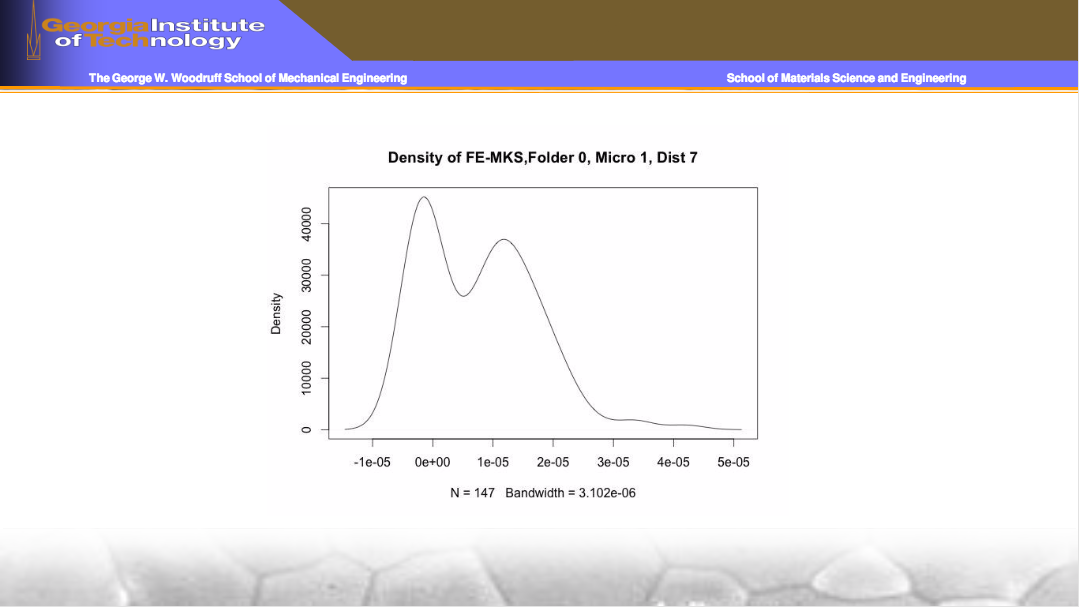 Georgia Institute
of Technology
The George W. Woodruff School of Mechanical Engineering
School of Materials Science and Engineering
Density of FE-MKS,Folder 0, Micro 1, Dist 7
Density
40000
30000
20000
10000
0
-1e-05 0e+00 1e-05 2e-05 3e-05 4e-05 5e-05
N = 147 Bandwidth = 3.102e-06